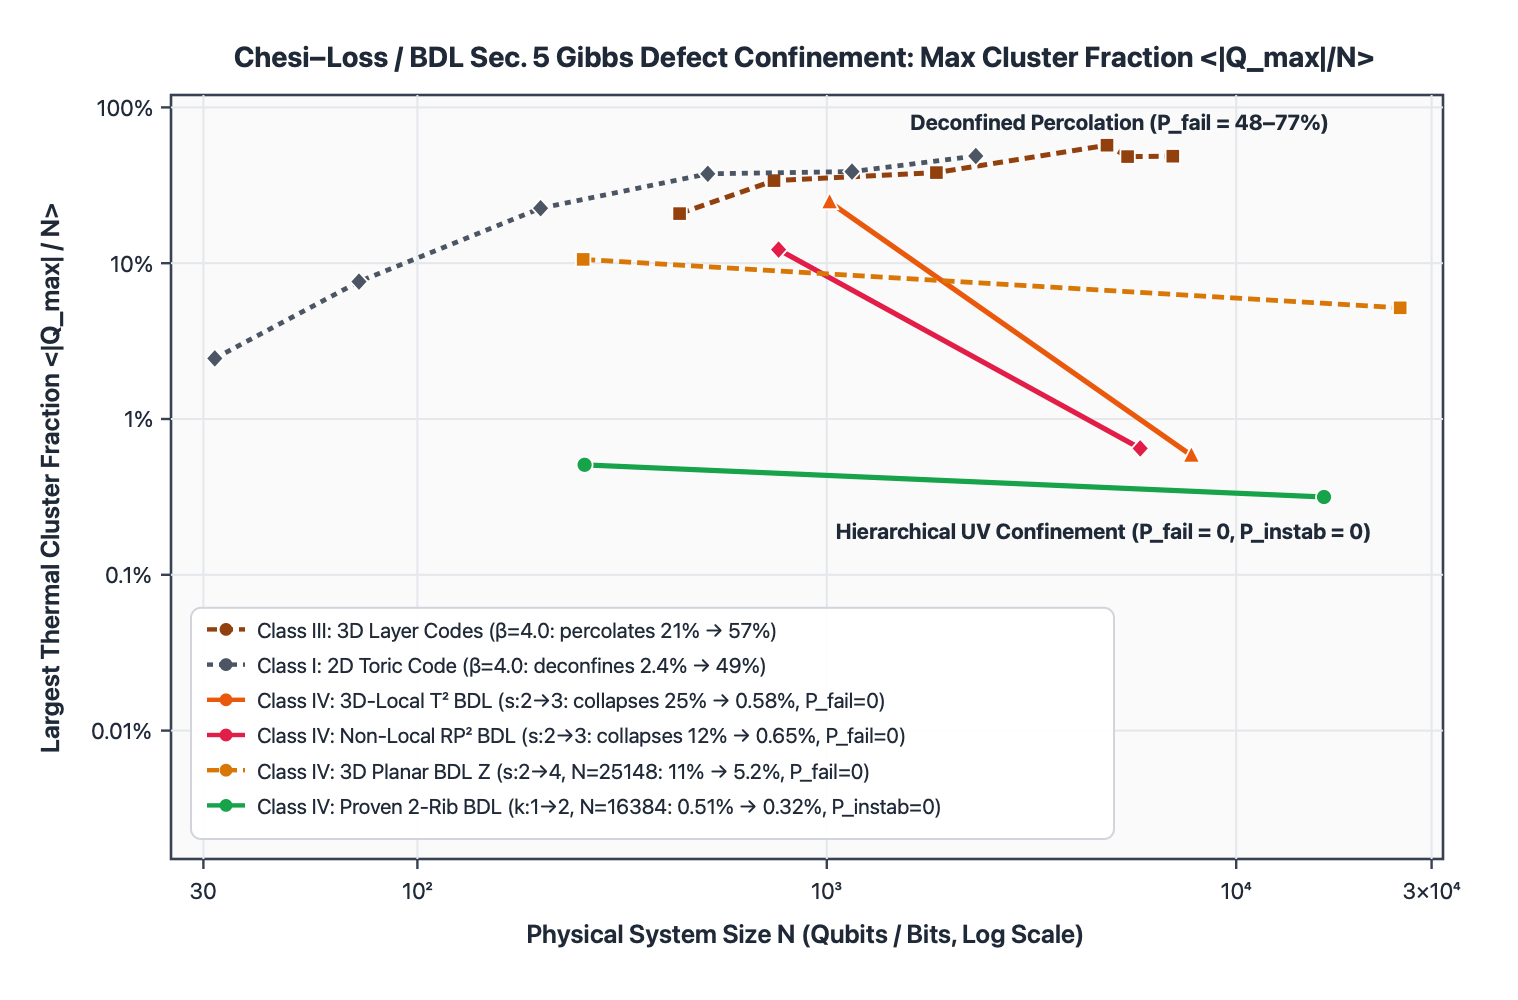 Chesi–Loss / BDL Sec. 5 Gibbs Defect Confinement: Max Cluster Fraction <|Q_max|/N>
Largest Thermal Cluster Fraction <|Q_max| / N>
100%
10%
1%
0.1%
0.01%
Deconfined Percolation (P_fail = 48–77%)
Hierarchical UV Confinement (P_fail = 0, P_instab = 0)
Class III: 3D Layer Codes (β=4.0: percolates 21% → 57%)
Class I: 2D Toric Code (β=4.0: deconfines 2.4% → 49%)
Class IV: 3D-Local T² BDL (s:2→3: collapses 25% → 0.58%, P_fail=0)
Class IV: Non-Local RP² BDL (s:2→3: collapses 12% → 0.65%, P_fail=0)
Class IV: 3D Planar BDL Z (s:2→4, N=25148: 11% → 5.2%, P_fail=0)
Class IV: Proven 2-Rib BDL (k:1→2, N=16384: 0.51% → 0.32%, P_instab=0)
30 10² 10³ 10⁴ 3×10⁴
Physical System Size N (Qubits / Bits, Log Scale)